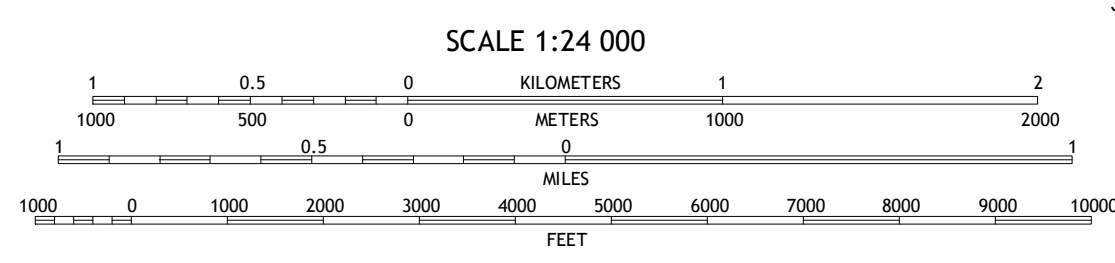 SCALE 1:24 000
1 0.5 0 KILOMETERS 1 2
1000 500 0 METERS 1000 2000
1 0.5 0 1
MILES
1000 0 1000 2000 3000 4000 5000 6000 7000 8000 9000 10000
FEET